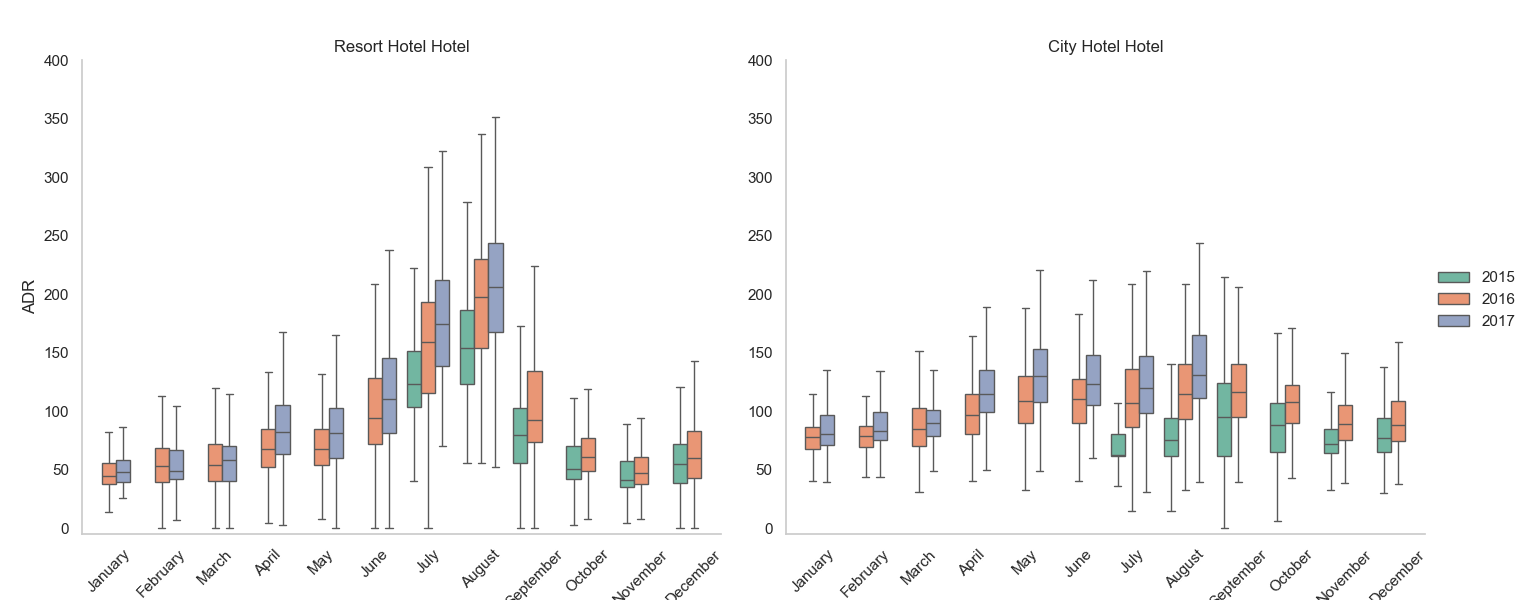 Resort Hotel Hotel
City Hotel Hotel
ADR
400
350
300
250
200
150
100
50
0
January
February
March
April
May
June
July
August
September
October
November
December
400
350
300
250
200
150
100
50
0
January
February
March
April
May
June
July
August
September
October
November
December
2015
2016
2017